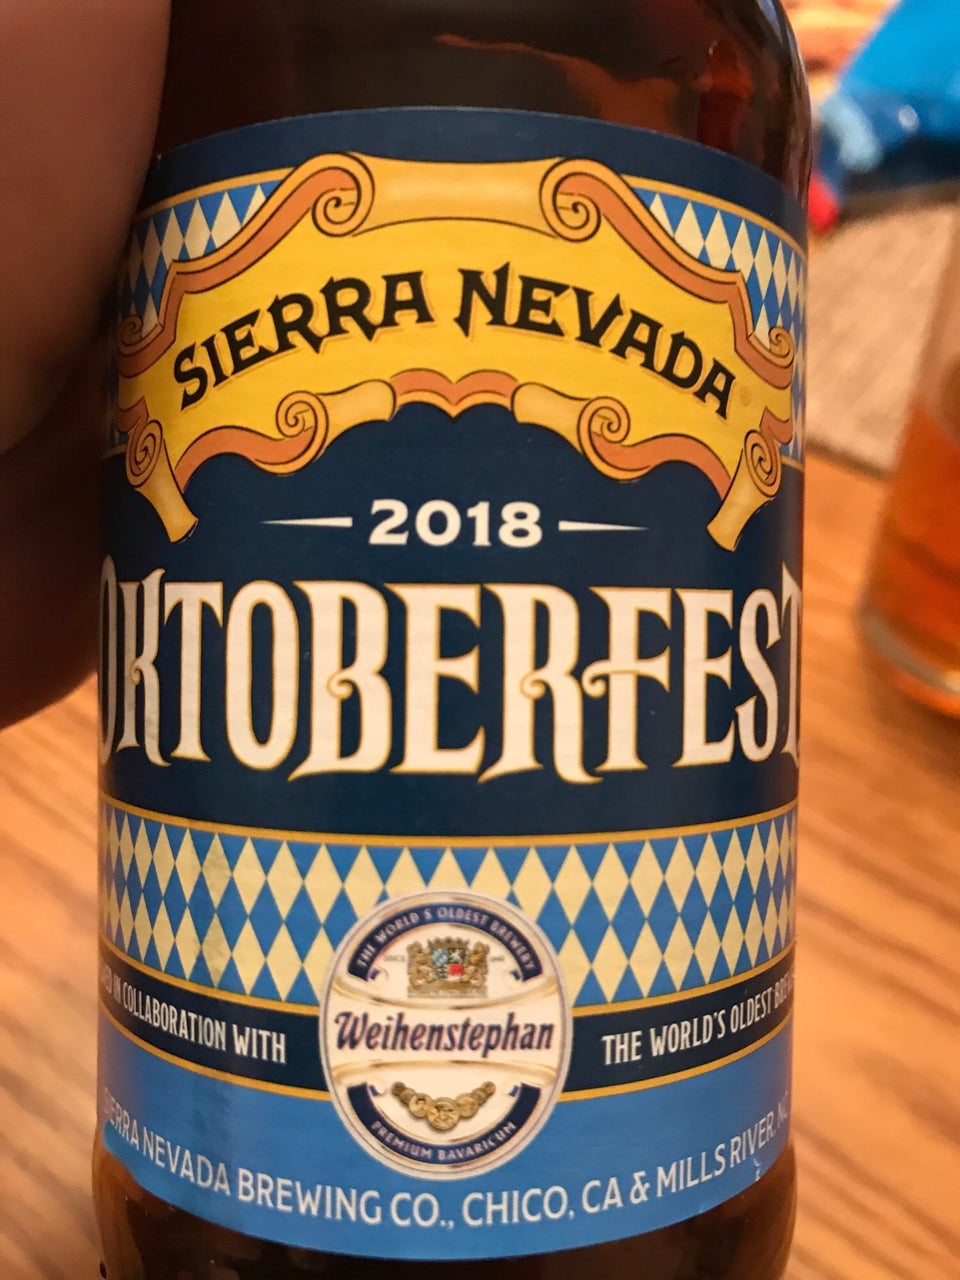 SIERRA NEVADA
2018
OKTOBERFEST
IN COLLABORATION WITH
THE WORLD'S OLDEST BREWERY
Weihenstephan
PREMIUM BAVARICUM
THE WORLD'S OLDEST
SIERRA NEVADA BREWING CO., CHICO, CA & MILLS RIVER,